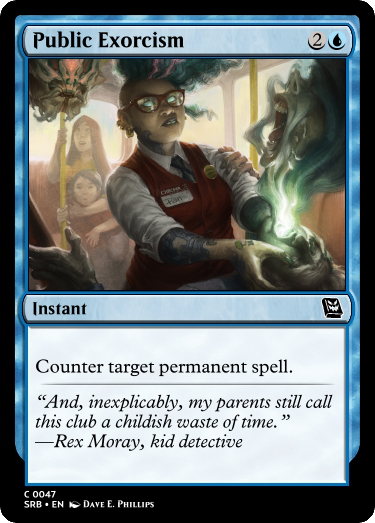 Public Exorcism 2
Instant
Counter target permanent spell.
“And, inexplicably, my parents still call
this club a childish waste of time.”
—Rex Moray, kid detective
C 0047
SRB • EN DAVE E. PHILLIPS